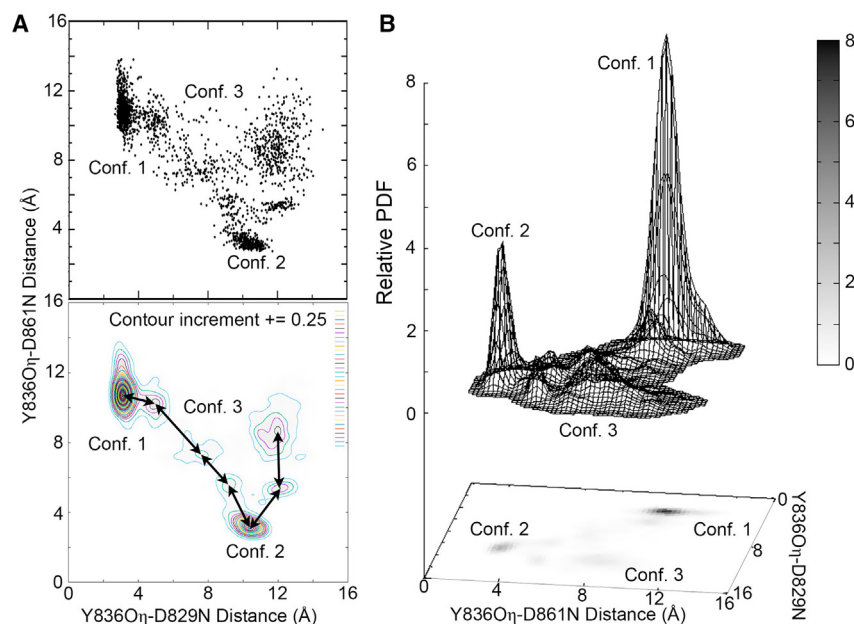 A
B
16
12
8
4
0
Y836Oη-D861N Distance (Å)
Conf. 1
Conf. 3
Conf. 2
16
12
8
4
0
Contour increment += 0.25
Conf. 1
Conf. 3
Conf. 2
0 4 8 12 16
Y836Oη-D829N Distance (Å)
8
6
4
2
0
Relative PDF
Conf. 1
Conf. 2
Conf. 3
8
6
4
2
0
Conf. 2
Conf. 1
Conf. 3
0 4 8 12 16
Y836Oη-D861N Distance (Å)
0
8
16
Y836Oη-D829N